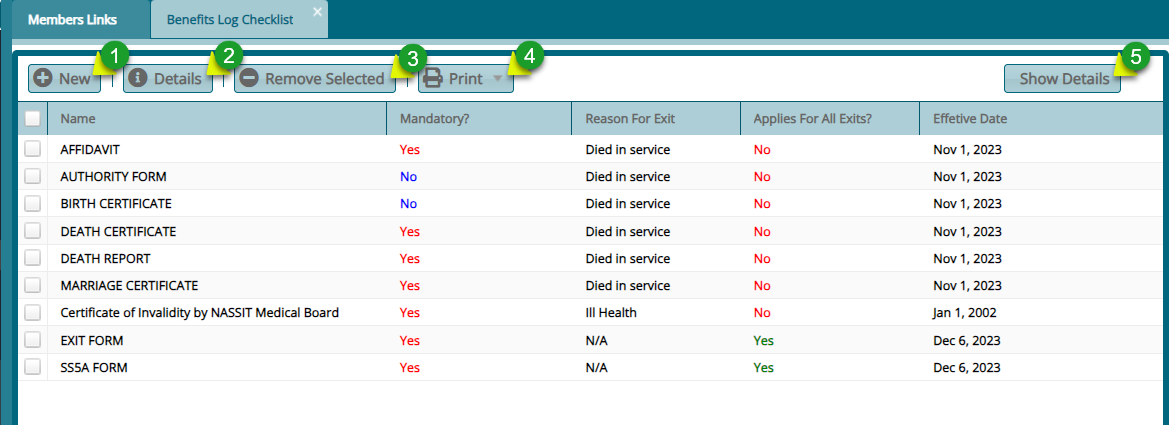 Members Links Benefits Log Checklist
1 2 3 4 5
New Details Remove Selected Print Show Details
Name Mandatory? Reason For Exit Applies For All Exits? Effetive Date
AFFIDAVIT Yes Died in service No Nov 1, 2023
AUTHORITY FORM No Died in service No Nov 1, 2023
BIRTH CERTIFICATE No Died in service No Nov 1, 2023
DEATH CERTIFICATE Yes Died in service No Nov 1, 2023
DEATH REPORT Yes Died in service No Nov 1, 2023
MARRIAGE CERTIFICATE Yes Died in service No Nov 1, 2023
Certificate of Invalidity by NASSIT Medical Board Yes Ill Health No Jan 1, 2002
EXIT FORM Yes N/A Yes Dec 6, 2023
SS5A FORM Yes N/A Yes Dec 6, 2023